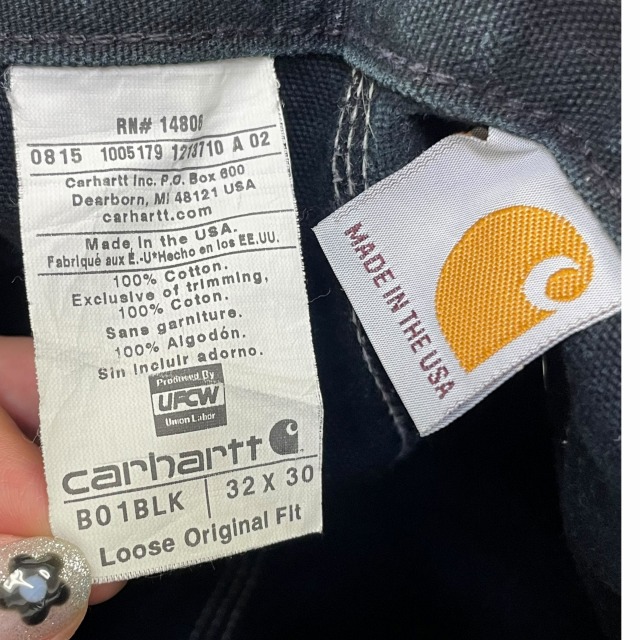 RN# 14806
0815 1005179 1213710 A 02
Carhartt Inc. P.O. Box 600
Dearborn, MI 48121 USA
carhartt.com
Made in the USA.
Fabriqué aux É.-U*Hecho en los EE.UU.
100% Cotton.
Exclusive of trimming,
100% Coton.
Sans garniture.
100% Algodón.
Sin incluir adorno.
Produced By
UFCW
Union Labor
carhartt
B01BLK | 32 X 30
Loose Original Fit
MADE IN THE USA